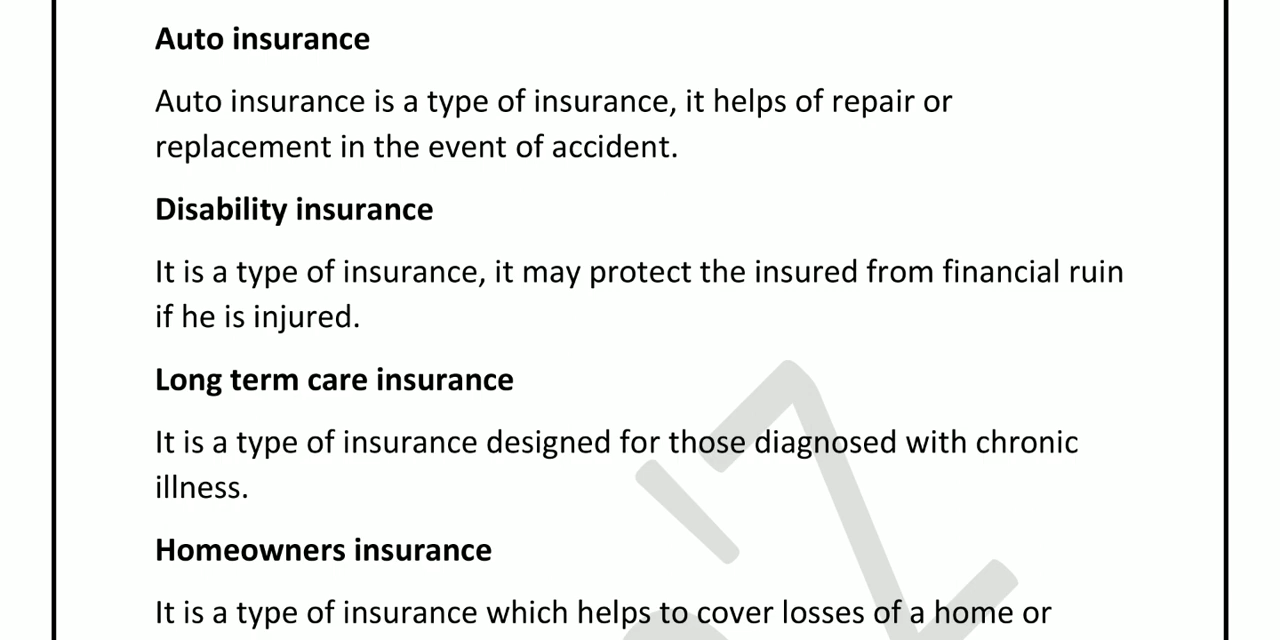 Auto insurance
Auto insurance is a type of insurance, it helps of repair or
replacement in the event of accident.
Disability insurance
It is a type of insurance, it may protect the insured from financial ruin
if he is injured.
Long term care insurance
It is a type of insurance designed for those diagnosed with chronic
illness.
Homeowners insurance
It is a type of insurance which helps to cover losses of a home or